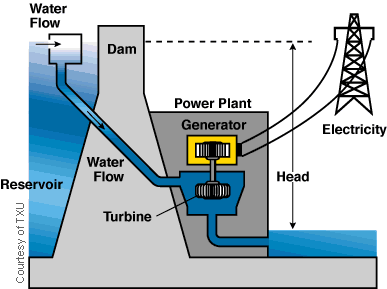 Water
Flow
Dam
Power Plant
Generator
Electricity
Water
Flow
Reservoir
Head
Turbine
Courtesy of TXU